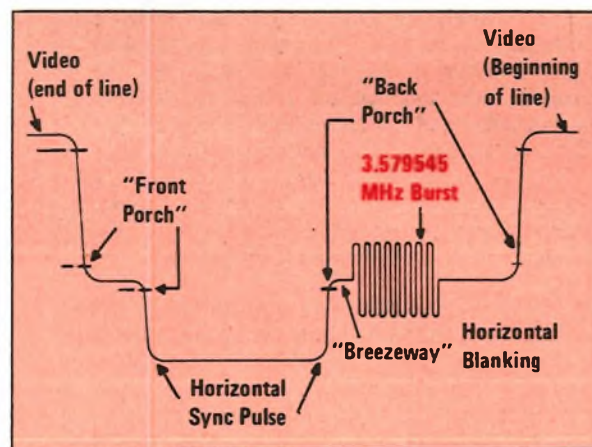 Video
(end of line)
"Front
Porch"
Horizontal
Sync Pulse
"Back
Porch"
3.579545
MHz Burst
"Breezeway"
Video
(Beginning
of line)
Horizontal
Blanking